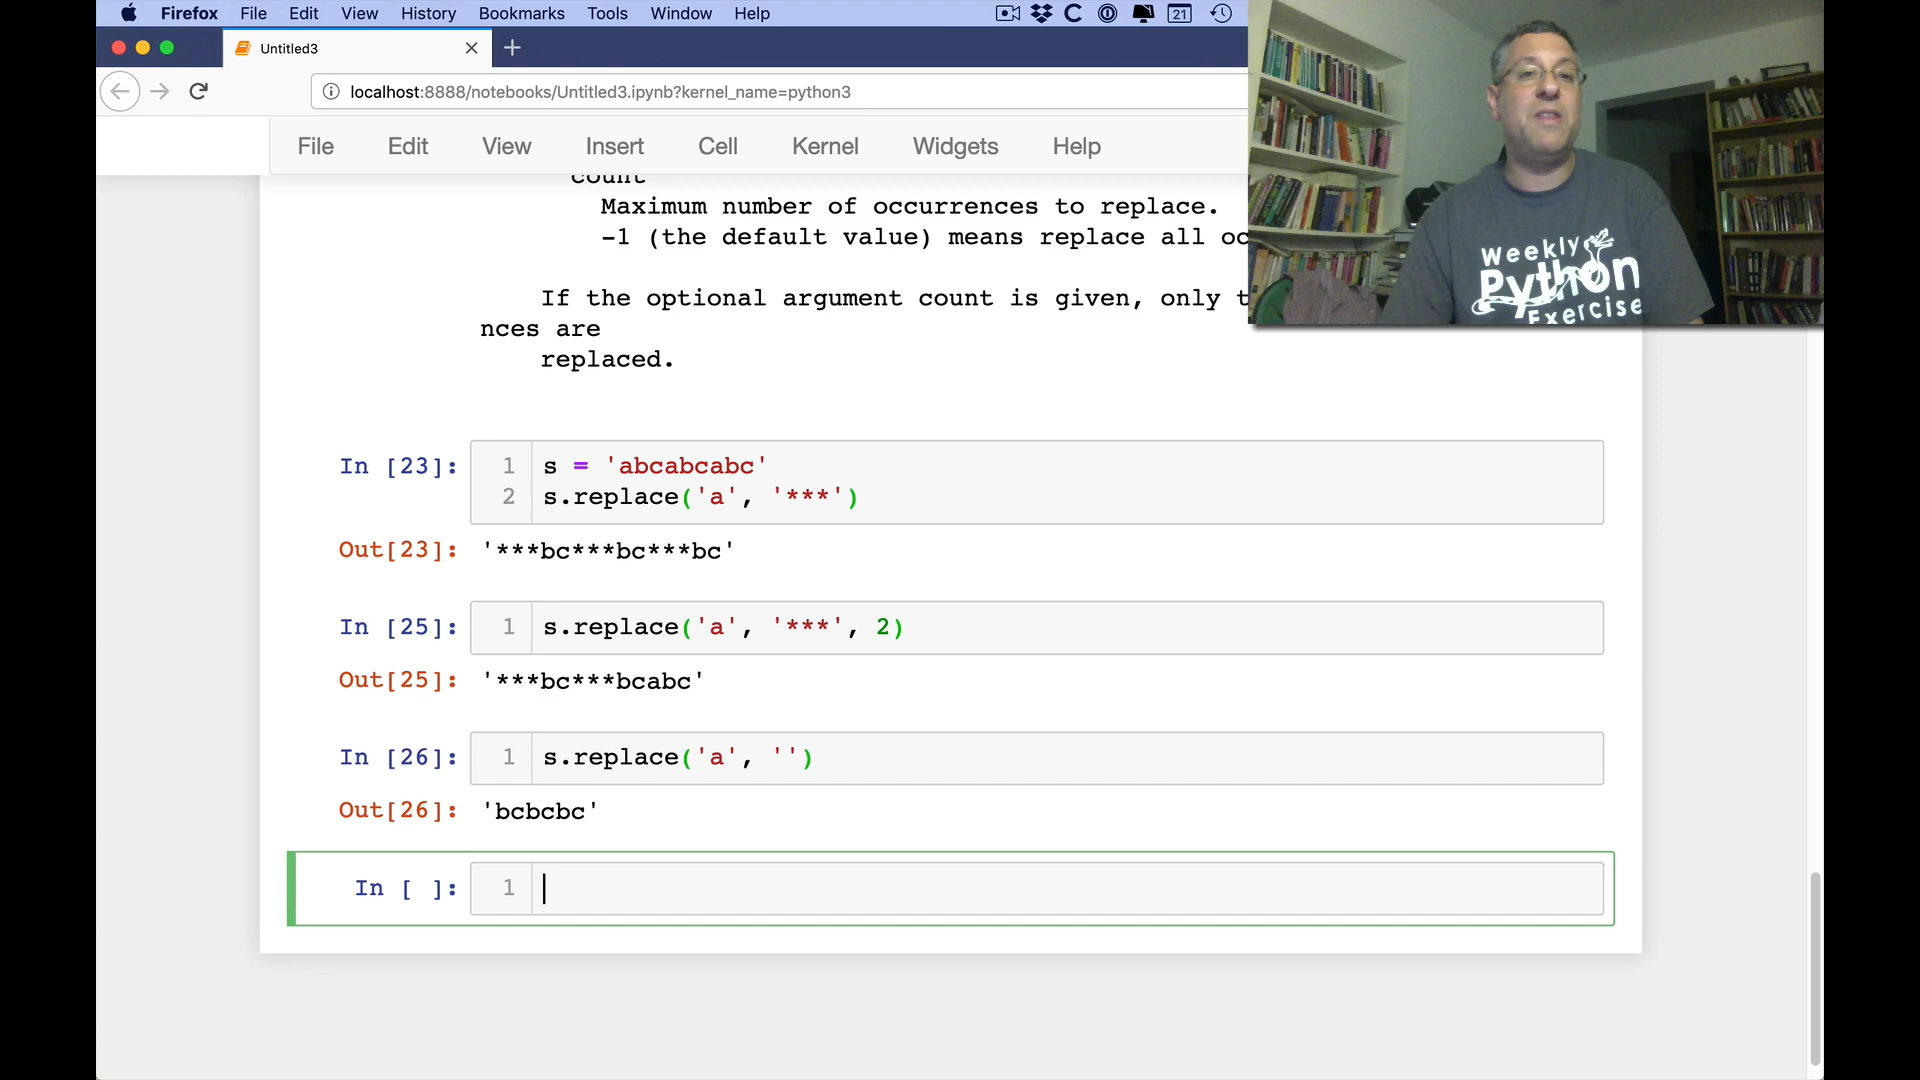 Firefox File Edit View History Bookmarks Tools Window Help 21
Untitled3
localhost:8888/notebooks/Untitled3.ipynb?kernel_name=python3
File Edit View Insert Cell Kernel Widgets Help
count
Maximum number of occurrences to replace.
-1 (the default value) means replace all oc
If the optional argument count is given, only t
nces are
replaced.
Weekly
Python
Exercise
In [23]: 1 s = 'abcabcabc'
2 s.replace('a', '***')
Out[23]: '***bc***bc***bc'
In [25]: 1 s.replace('a', '***', 2)
Out[25]: '***bc***bcabc'
In [26]: 1 s.replace('a', '')
Out[26]: 'bcbcbc'
In [ ]: 1